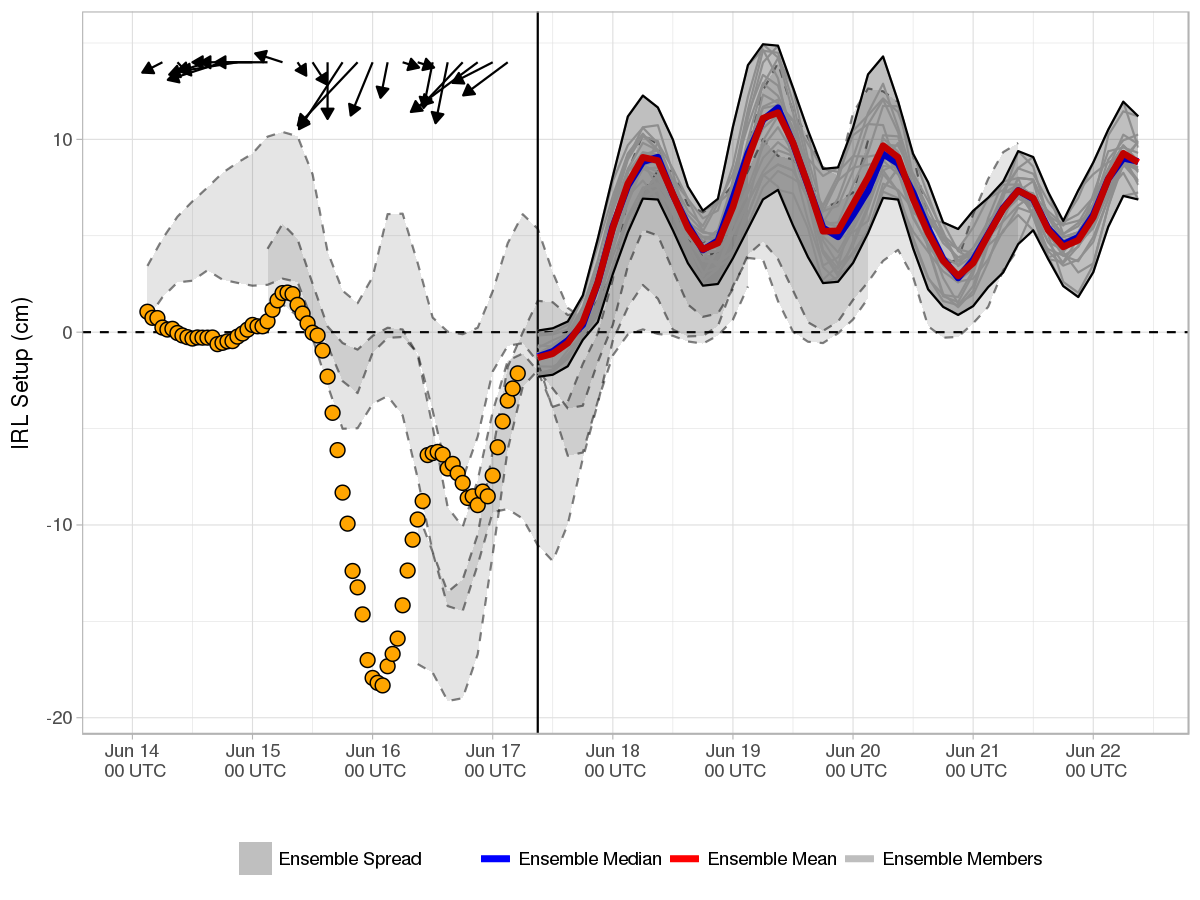 IRL Setup (cm)
10
0
-10
-20
Jun 14 Jun 15 Jun 16 Jun 17 Jun 18 Jun 19 Jun 20 Jun 21 Jun 22
00 UTC 00 UTC 00 UTC 00 UTC 00 UTC 00 UTC 00 UTC 00 UTC 00 UTC
Ensemble Spread Ensemble Median Ensemble Mean Ensemble Members